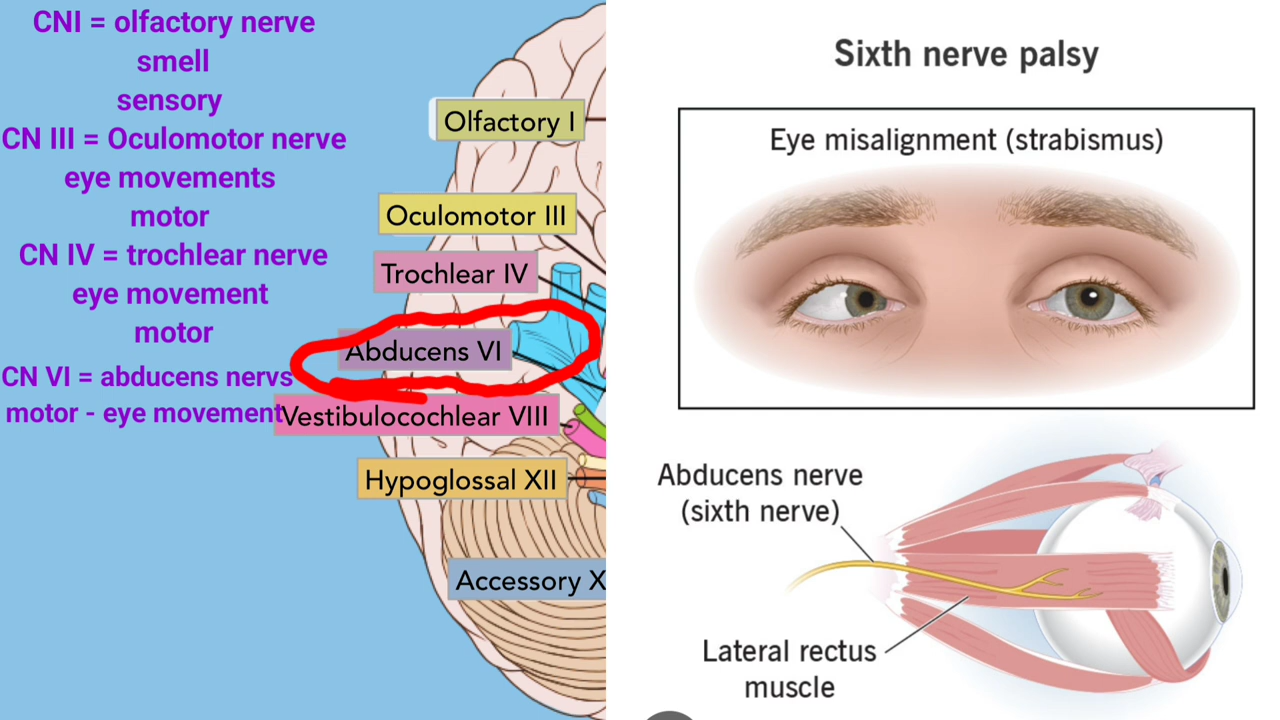 CNI = olfactory nerve
smell
sensory
CN III = Oculomotor nerve
eye movements
motor
CN IV = trochlear nerve
eye movement
motor
CN VI = abducens nervs
motor - eye movement
Olfactory I
Oculomotor III
Trochlear IV
Abducens VI
Vestibulocochlear VIII
Hypoglossal XII
Accessory X
Sixth nerve palsy
Eye misalignment (strabismus)
Abducens nerve
(sixth nerve)
Lateral rectus
muscle